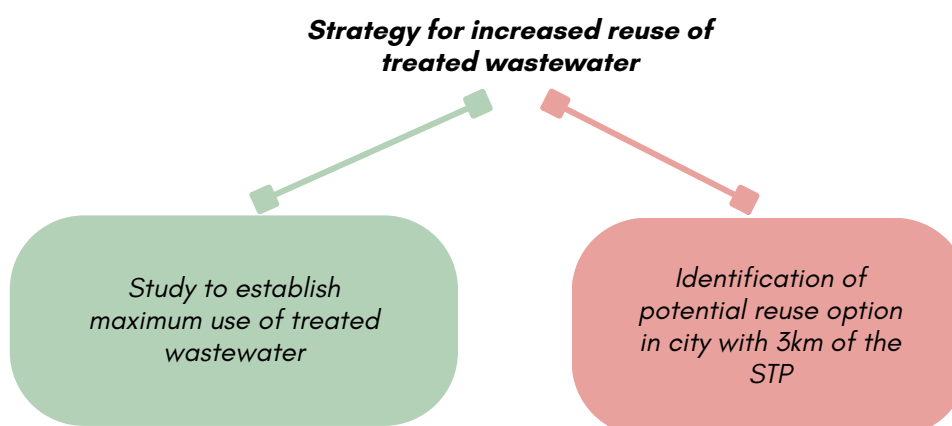 Strategy for increased reuse of
treated wastewater
Study to establish
maximum use of treated
wastewater
Identification of
potential reuse option
in city with 3km of the
STP